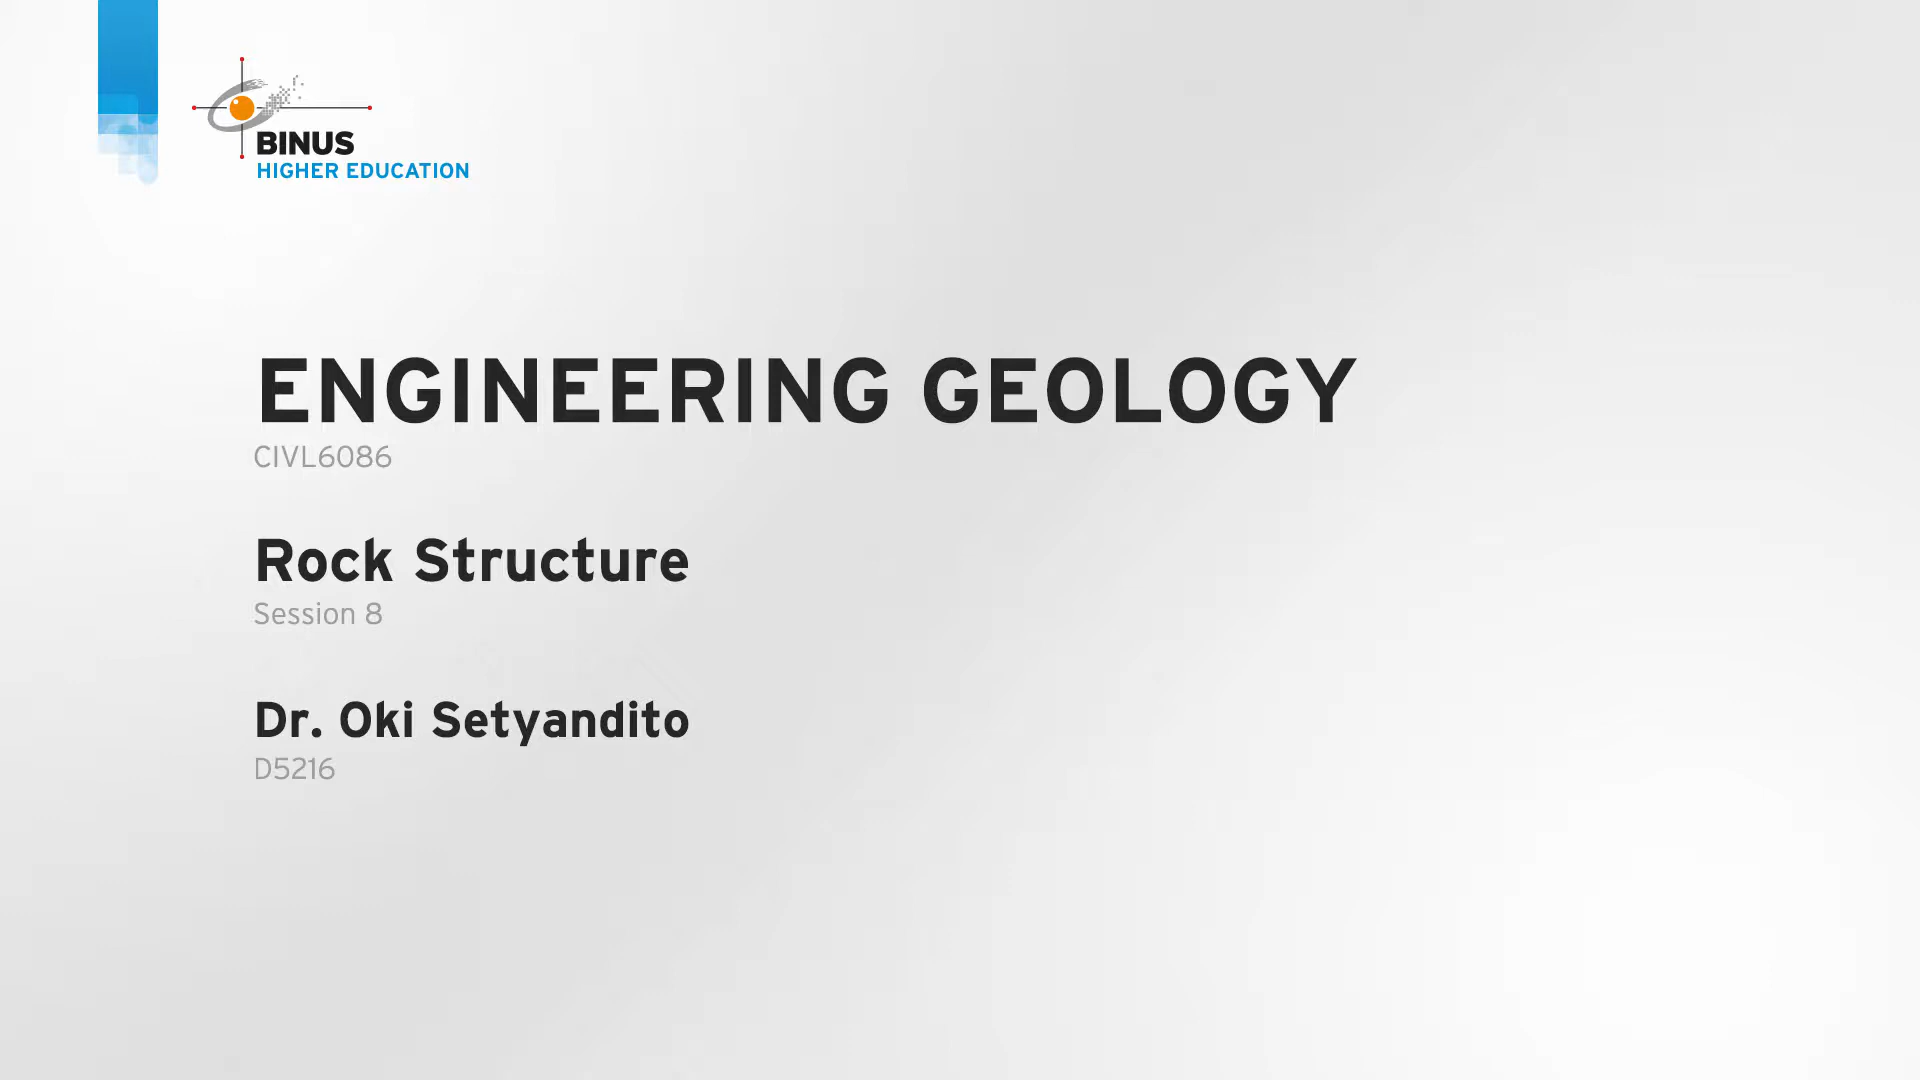 BINUS
HIGHER EDUCATION
ENGINEERING GEOLOGY
CIVL6086
Rock Structure
Session 8
Dr. Oki Setyandito
D5216